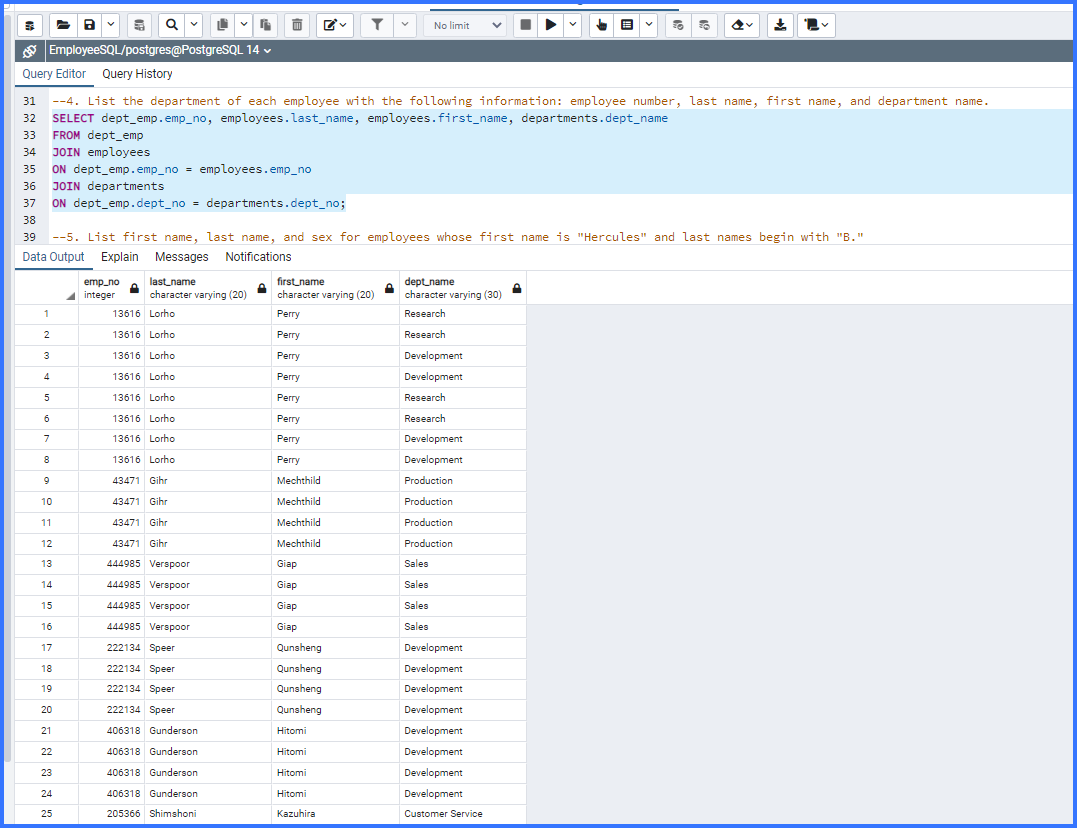 No limit
EmployeeSQL/postgres@PostgreSQL 14
Query Editor Query History
31 --4. List the department of each employee with the following information: employee number, last name, first name, and department name.
32 SELECT dept_emp.emp_no, employees.last_name, employees.first_name, departments.dept_name
33 FROM dept_emp
34 JOIN employees
35 ON dept_emp.emp_no = employees.emp_no
36 JOIN departments
37 ON dept_emp.dept_no = departments.dept_no;
38
39 --5. List first name, last name, and sex for employees whose first name is "Hercules" and last names begin with "B."
Data Output Explain Messages Notifications
emp_no last_name first_name dept_name
integer character varying (20) character varying (20) character varying (30)
1 13616 Lorho Perry Research
2 13616 Lorho Perry Research
3 13616 Lorho Perry Development
4 13616 Lorho Perry Development
5 13616 Lorho Perry Research
6 13616 Lorho Perry Research
7 13616 Lorho Perry Development
8 13616 Lorho Perry Development
9 43471 Gihr Mechthild Production
10 43471 Gihr Mechthild Production
11 43471 Gihr Mechthild Production
12 43471 Gihr Mechthild Production
13 444985 Verspoor Giap Sales
14 444985 Verspoor Giap Sales
15 444985 Verspoor Giap Sales
16 444985 Verspoor Giap Sales
17 222134 Speer Qunsheng Development
18 222134 Speer Qunsheng Development
19 222134 Speer Qunsheng Development
20 222134 Speer Qunsheng Development
21 406318 Gunderson Hitomi Development
22 406318 Gunderson Hitomi Development
23 406318 Gunderson Hitomi Development
24 406318 Gunderson Hitomi Development
25 205366 Shimshoni Kazuhira Customer Service